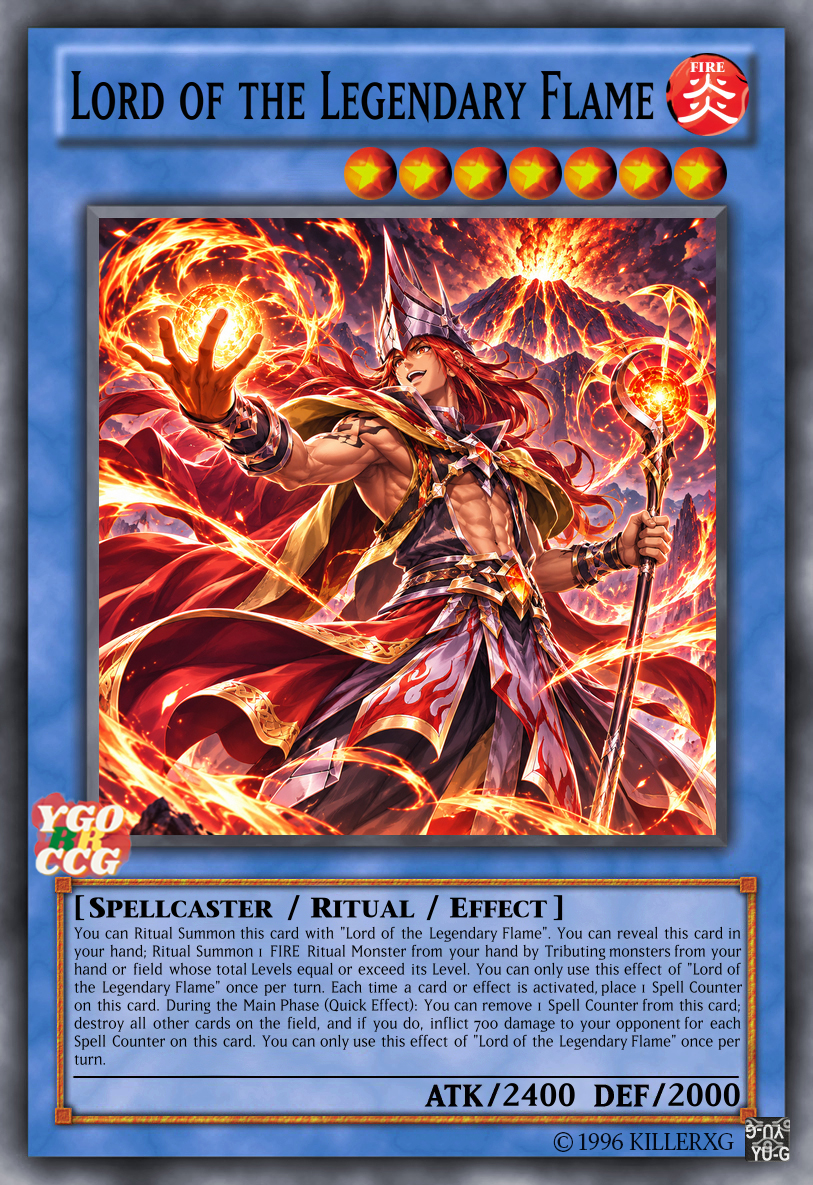 Lord of the Legendary Flame
FIRE
炎
YGO
BR
CCG
[ Spellcaster / Ritual / Effect ]
You can Ritual Summon this card with "Lord of the Legendary Flame". You can reveal this card in
your hand; Ritual Summon 1 FIRE Ritual Monster from your hand by Tributing monsters from your
hand or field whose total Levels equal or exceed its Level. You can only use this effect of "Lord of
the Legendary Flame" once per turn. Each time a card or effect is activated, place 1 Spell Counter
on this card. During the Main Phase (Quick Effect): You can remove 1 Spell Counter from this card;
destroy all other cards on the field, and if you do, inflict 700 damage to your opponent for each
Spell Counter on this card. You can only use this effect of "Lord of the Legendary Flame" once per
turn.
ATK/2400 DEF/2000
© 1996 KILLERXG
YU-G